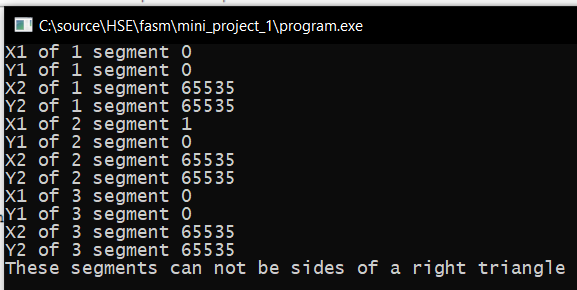 C:\source\HSE\fasm\mini_project_1\program.exe
X1 of 1 segment 0
Y1 of 1 segment 0
X2 of 1 segment 65535
Y2 of 1 segment 65535
X1 of 2 segment 1
Y1 of 2 segment 0
X2 of 2 segment 65535
Y2 of 2 segment 65535
X1 of 3 segment 0
Y1 of 3 segment 0
X2 of 3 segment 65535
Y2 of 3 segment 65535
These segments can not be sides of a right triangle